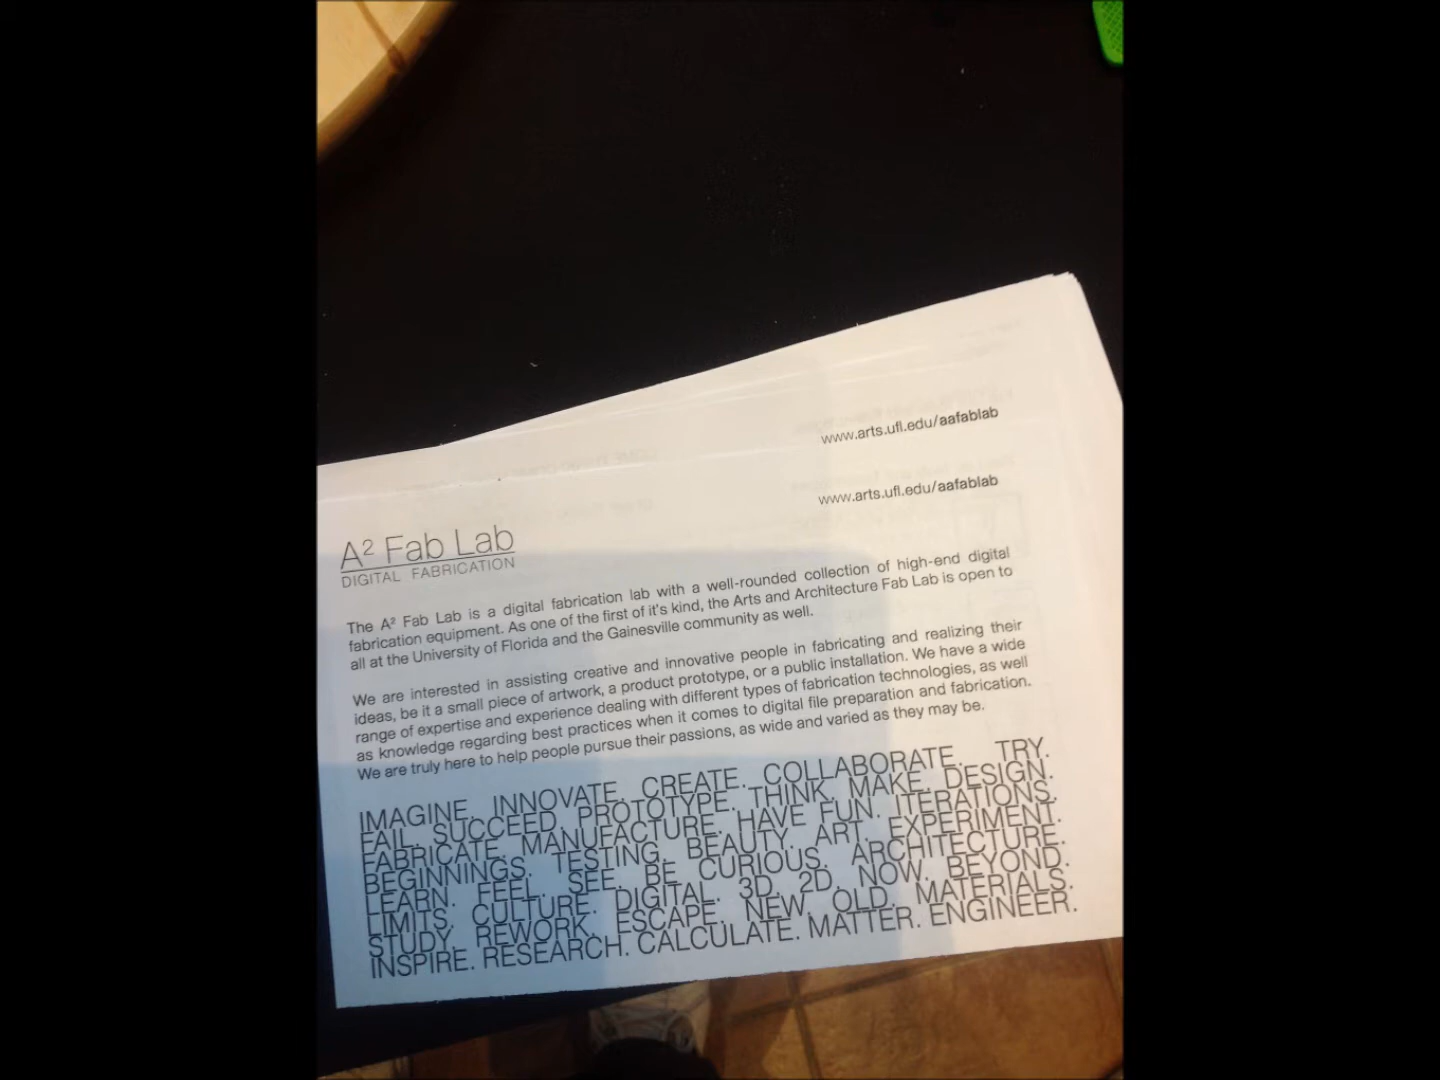 www.arts.ufl.edu/aafablab
www.arts.ufl.edu/aafablab
A² Fab Lab
DIGITAL FABRICATION
The A² Fab Lab is a digital fabrication lab with a well-rounded collection of high-end digital
fabrication equipment. As one of the first of it's kind, the Arts and Architecture Fab Lab is open to
all at the University of Florida and the Gainesville community as well.
We are interested in assisting creative and innovative people in fabricating and realizing their
ideas, be it a small piece of artwork, a product prototype, or a public installation. We have a wide
range of expertise and experience dealing with different types of fabrication technologies, as well
as knowledge regarding best practices when it comes to digital file preparation and fabrication.
We are truly here to help people pursue their passions, as wide and varied as they may be.
IMAGINE. INNOVATE. CREATE. COLLABORATE. TRY.
FAIL. SUCCEED. PROTOTYPE. THINK. MAKE. DESIGN.
FABRICATE. MANUFACTURE. HAVE FUN. ITERATIONS.
BEGINNINGS. TESTING. BEAUTY. ART. EXPERIMENT.
LEARN. FEEL. SEE. BE CURIOUS. ARCHITECTURE.
LIMITS. CULTURE. DIGITAL. 3D. 2D. NOW. BEYOND.
STUDY. REWORK. ESCAPE. NEW. OLD. MATERIALS.
INSPIRE. RESEARCH. CALCULATE. MATTER. ENGINEER.